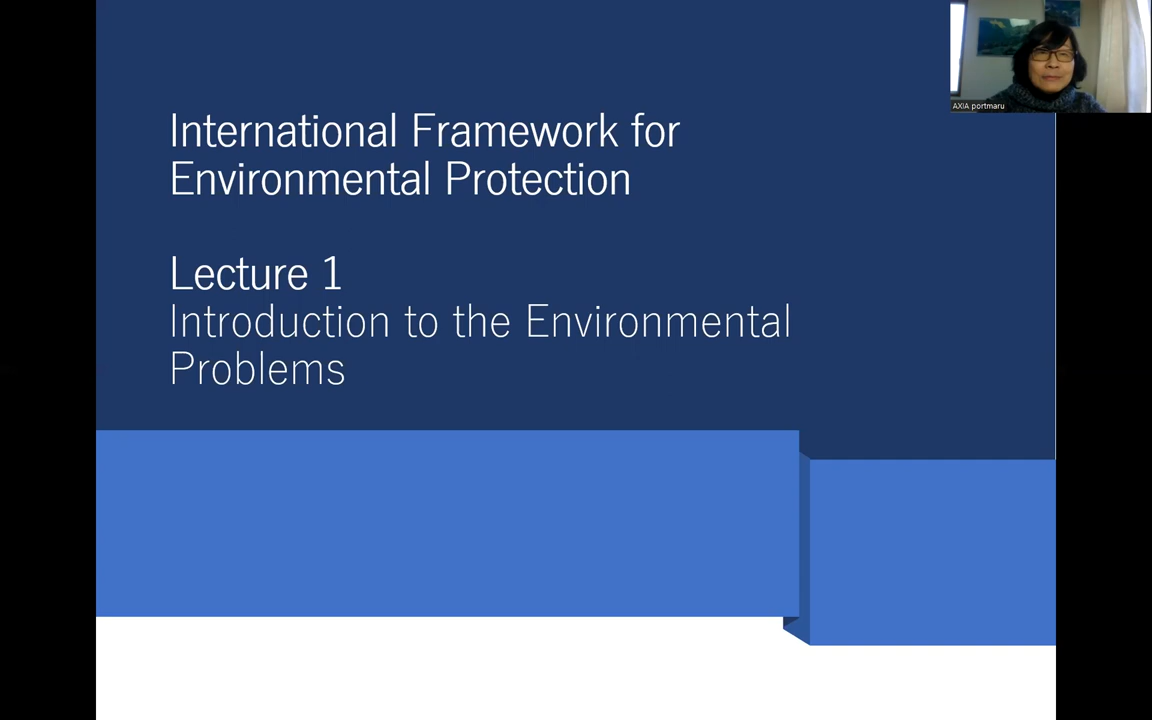 International Framework for
Environmental Protection
Lecture 1
Introduction to the Environmental
Problems
AXIA portmaru